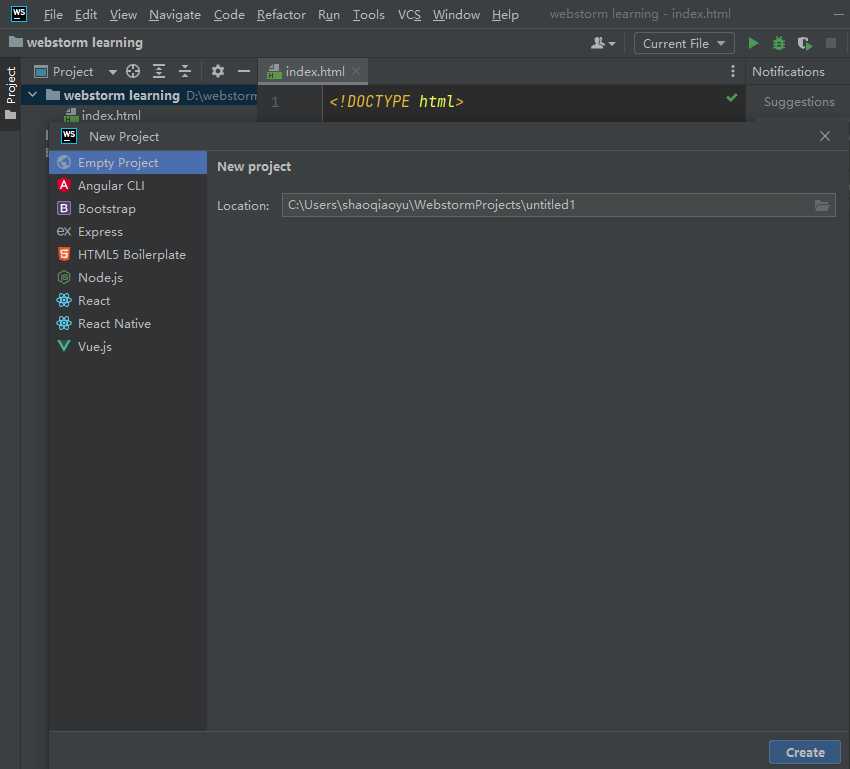 WS File Edit View Navigate Code Refactor Run Tools VCS Window Help webstorm learning - index.html
webstorm learning Current File
Project Project index.html Notifications
webstorm learning D:\webstorm 1 <!DOCTYPE html> Suggestions
index.html
WS New Project
Empty Project New project
Angular CLI
Bootstrap Location: C:\Users\shaoqiaoyu\WebstormProjects\untitled1
ex Express
HTML5 Boilerplate
Node.js
React
React Native
Vue.js
Create